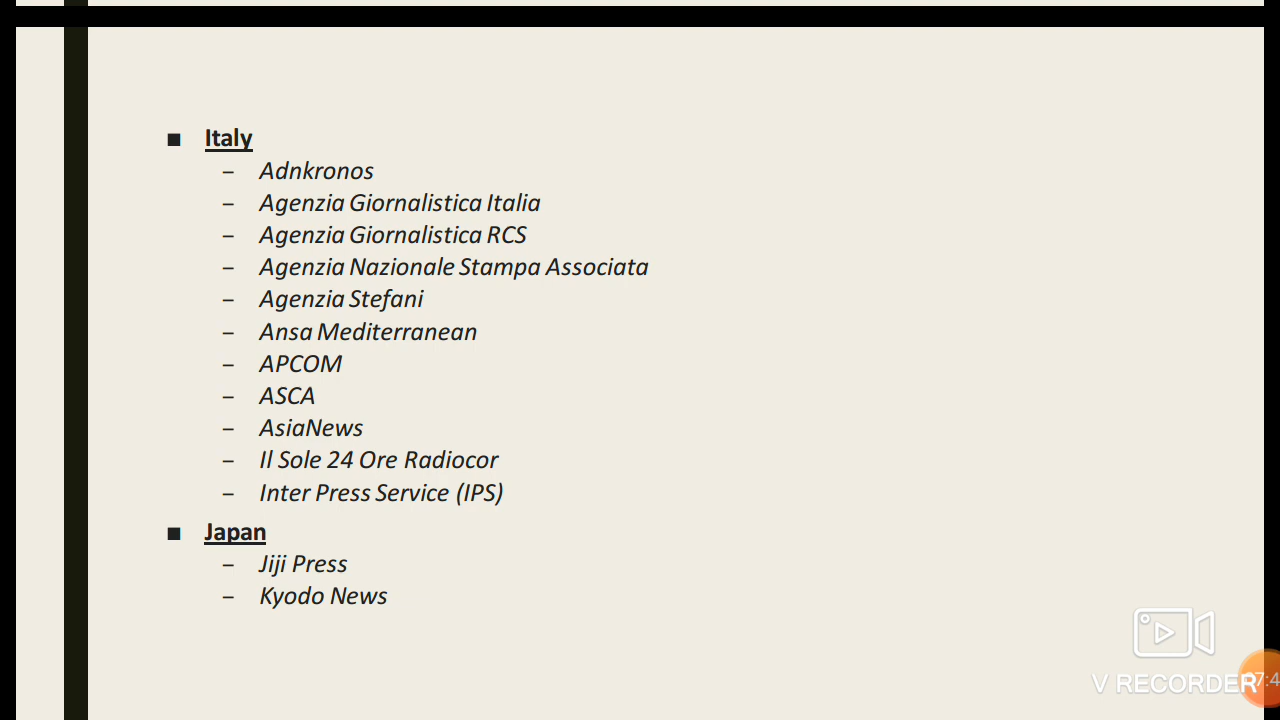 ■ Italy
– Adnkronos
– Agenzia Giornalistica Italia
– Agenzia Giornalistica RCS
– Agenzia Nazionale Stampa Associata
– Agenzia Stefani
– Ansa Mediterranean
– APCOM
– ASCA
– AsiaNews
– Il Sole 24 Ore Radiocor
– Inter Press Service (IPS)
■ Japan
– Jiji Press
– Kyodo News
V RECORDER